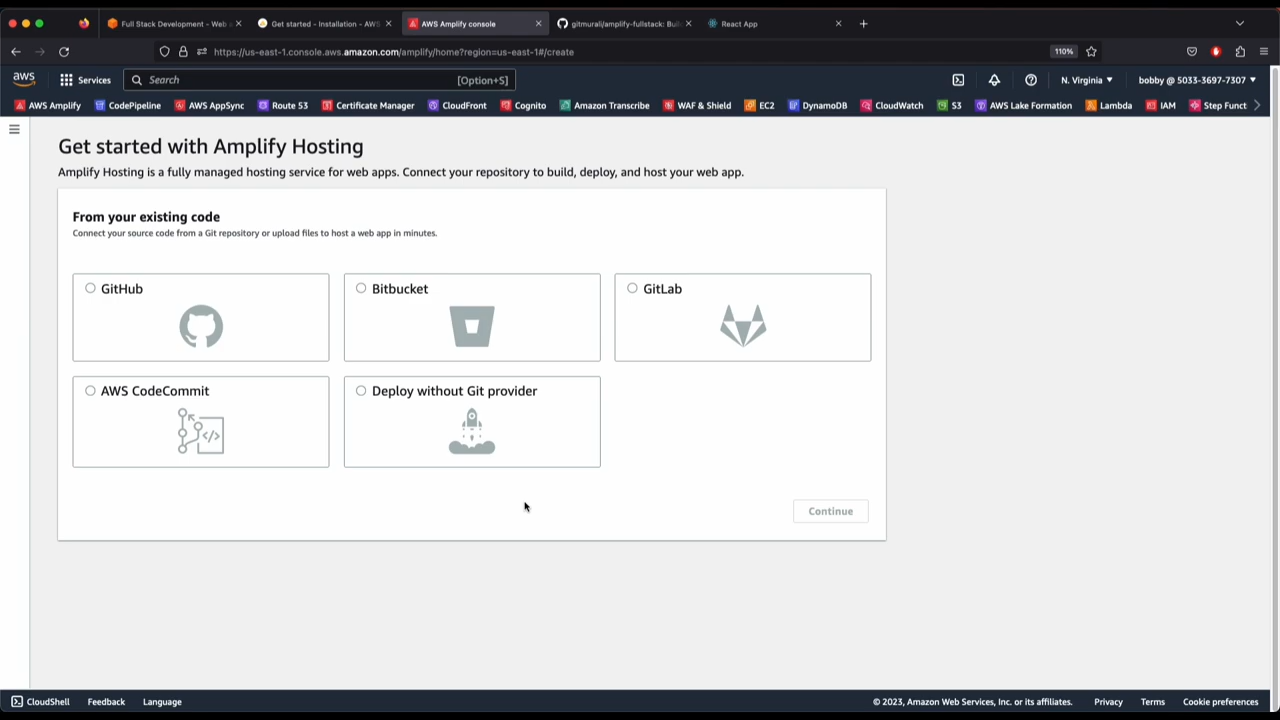 Full Stack Development - Web a
Get started - Installation - AWS
AWS Amplify console
gitmurali/amplify-fullstack: Buil
React App
https://us-east-1.console.aws.amazon.com/amplify/home?region=us-east-1#/create
110%
aws
Services
Search
[Option+S]
N. Virginia ▼
bobby @ 5033-3697-7307 ▼
AWS Amplify
CodePipeline
AWS AppSync
Route 53
Certificate Manager
CloudFront
Cognito
Amazon Transcribe
WAF & Shield
EC2
DynamoDB
CloudWatch
S3
AWS Lake Formation
Lambda
IAM
Step Funct
Get started with Amplify Hosting
Amplify Hosting is a fully managed hosting service for web apps. Connect your repository to build, deploy, and host your web app.
From your existing code
Connect your source code from a Git repository or upload files to host a web app in minutes.
GitHub
Bitbucket
GitLab
AWS CodeCommit
Deploy without Git provider
Continue
CloudShell
Feedback
Language
© 2023, Amazon Web Services, Inc. or its affiliates.
Privacy
Terms
Cookie preferences